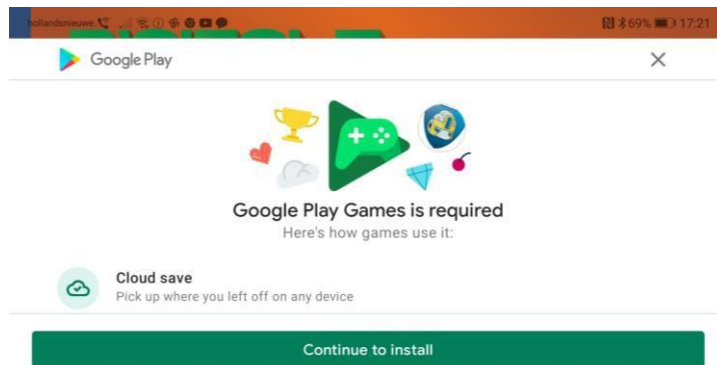 hollandsnieuwe. 69% 17:21
Google Play
Google Play Games is required
Here's how games use it:
Cloud save
Pick up where you left off on any device
Continue to install